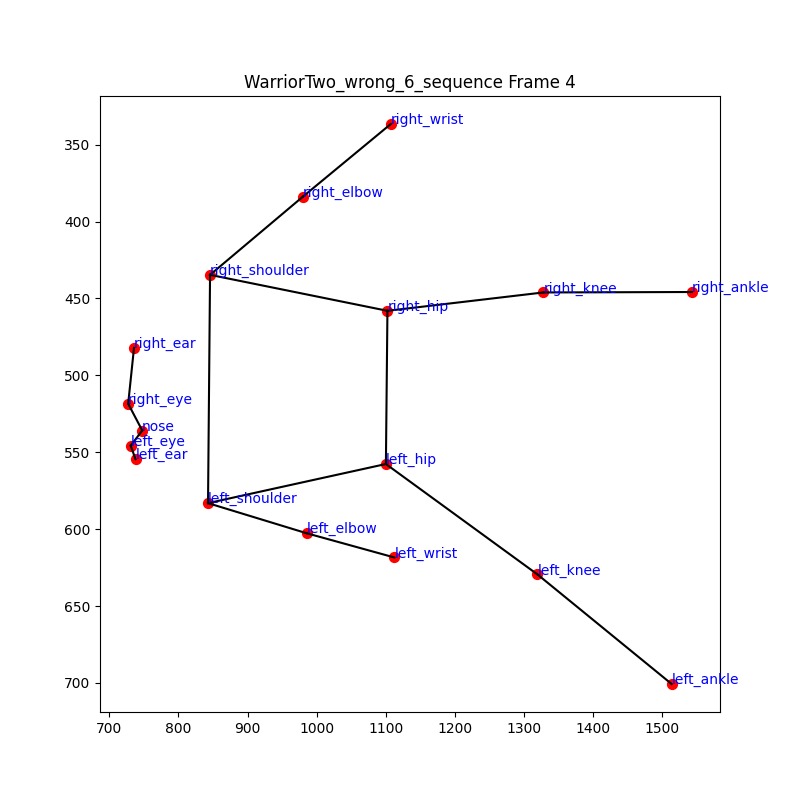 WarriorTwo_wrong_6_sequence Frame 4
right_wrist
350
right_elbow
400
right_shoulder
450
right_knee
right_ankle
right_hip
right_ear
500
right_eye
nose
left_eye
left_ear
550
left_hip
left_shoulder
left_elbow
600
left_wrist
left_knee
650
left_ankle
700
700 800 900 1000 1100 1200 1300 1400 1500